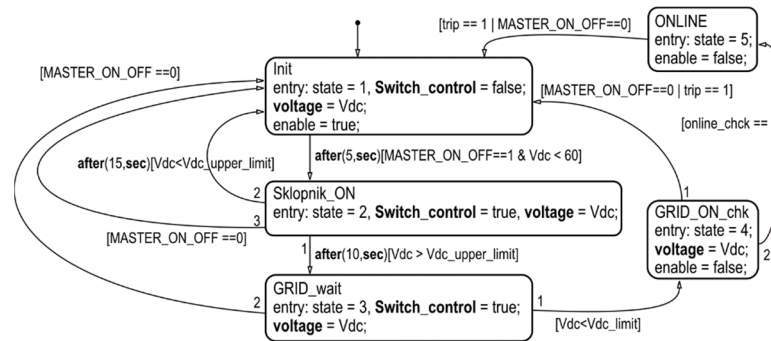 ONLINE
entry: state = 5;
enable = false;
[trip == 1 | MASTER_ON_OFF==0]
Init
entry: state = 1, Switch_control = false;
voltage = Vdc;
enable = true;
[MASTER_ON_OFF ==0]
[MASTER_ON_OFF==0 | trip == 1]
[online_chck ==
after(15,sec)[Vdc<Vdc_upper_limit]
after(5,sec)[MASTER_ON_OFF==1 & Vdc < 60]
2
Sklopnik_ON
entry: state = 2, Switch_control = true, voltage = Vdc;
3
[MASTER_ON_OFF ==0]
1
GRID_ON_chk
entry: state = 4;
voltage = Vdc;
enable = false;
2
1
after(10,sec)[Vdc > Vdc_upper_limit]
GRID_wait
entry: state = 3, Switch_control = true;
voltage = Vdc;
2
1
[Vdc<Vdc_limit]